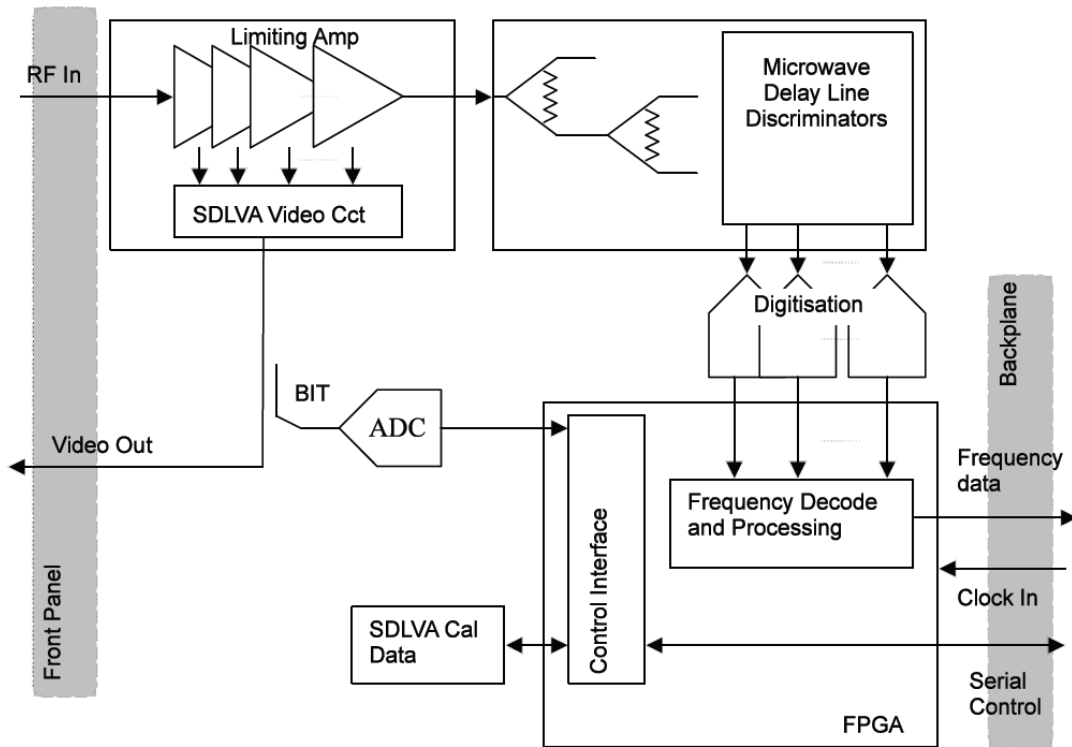 Limiting Amp
RF In
Microwave
Delay Line
Discriminators
SDLVA Video Cct
Digitisation
Backplane
BIT
ADC
Video Out
Frequency
data
Frequency Decode
and Processing
Control Interface
Clock In
Front Panel
SDLVA Cal
Data
Serial
Control
FPGA